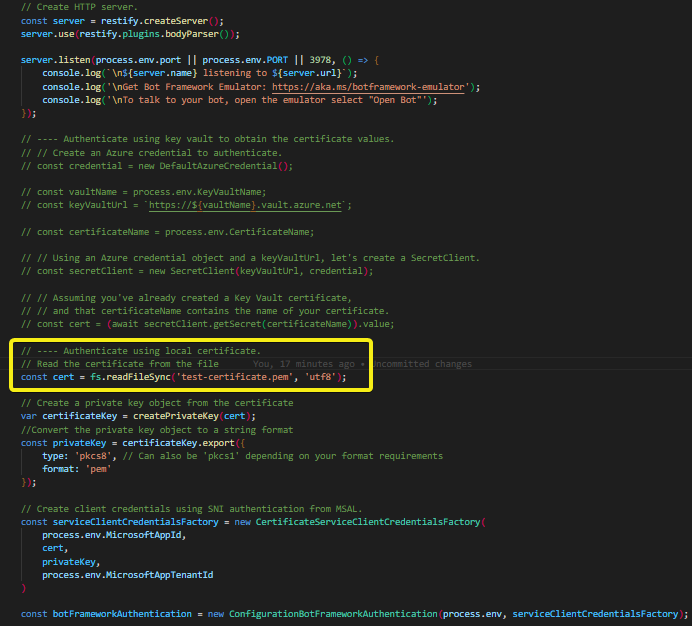 // Create HTTP server.
const server = restify.createServer();
server.use(restify.plugins.bodyParser());
server.listen(process.env.port || process.env.PORT || 3978, () => {
console.log(`\n${server.name} listening to ${server.url}`);
console.log('\nGet Bot Framework Emulator: https://aka.ms/botframework-emulator');
console.log('\nTo talk to your bot, open the emulator select "Open Bot"');
});
// ---- Authenticate using key vault to obtain the certificate values.
// // Create an Azure credential to authenticate.
// const credential = new DefaultAzureCredential();
// const vaultName = process.env.KeyVaultName;
// const keyVaultUrl = `https://${vaultName}.vault.azure.net`;
// const certificateName = process.env.CertificateName;
// // Using an Azure credential object and a keyVaultUrl, let's create a SecretClient.
// const secretClient = new SecretClient(keyVaultUrl, credential);
// // Assuming you've already created a Key Vault certificate,
// // and that certificateName contains the name of your certificate.
// const cert = (await secretClient.getSecret(certificateName)).value;
// ---- Authenticate using local certificate.
// Read the certificate from the file You, 17 minutes ago • uncommitted changes
const cert = fs.readFileSync('test-certificate.pem', 'utf8');
// Create a private key object from the certificate
var certificateKey = createPrivateKey(cert);
//Convert the private key object to a string format
const privateKey = certificateKey.export({
type: 'pkcs8', // Can also be 'pkcs1' depending on your format requirements
format: 'pem'
});
// Create client credentials using SNI authentication from MSAL.
const serviceClientCredentialsFactory = new CertificateServiceClientCredentialsFactory(
process.env.MicrosoftAppId,
cert,
privateKey,
process.env.MicrosoftAppTenantId
)
const botFrameworkAuthentication = new ConfigurationBotFrameworkAuthentication(process.env, serviceClientCredentialsFactory);